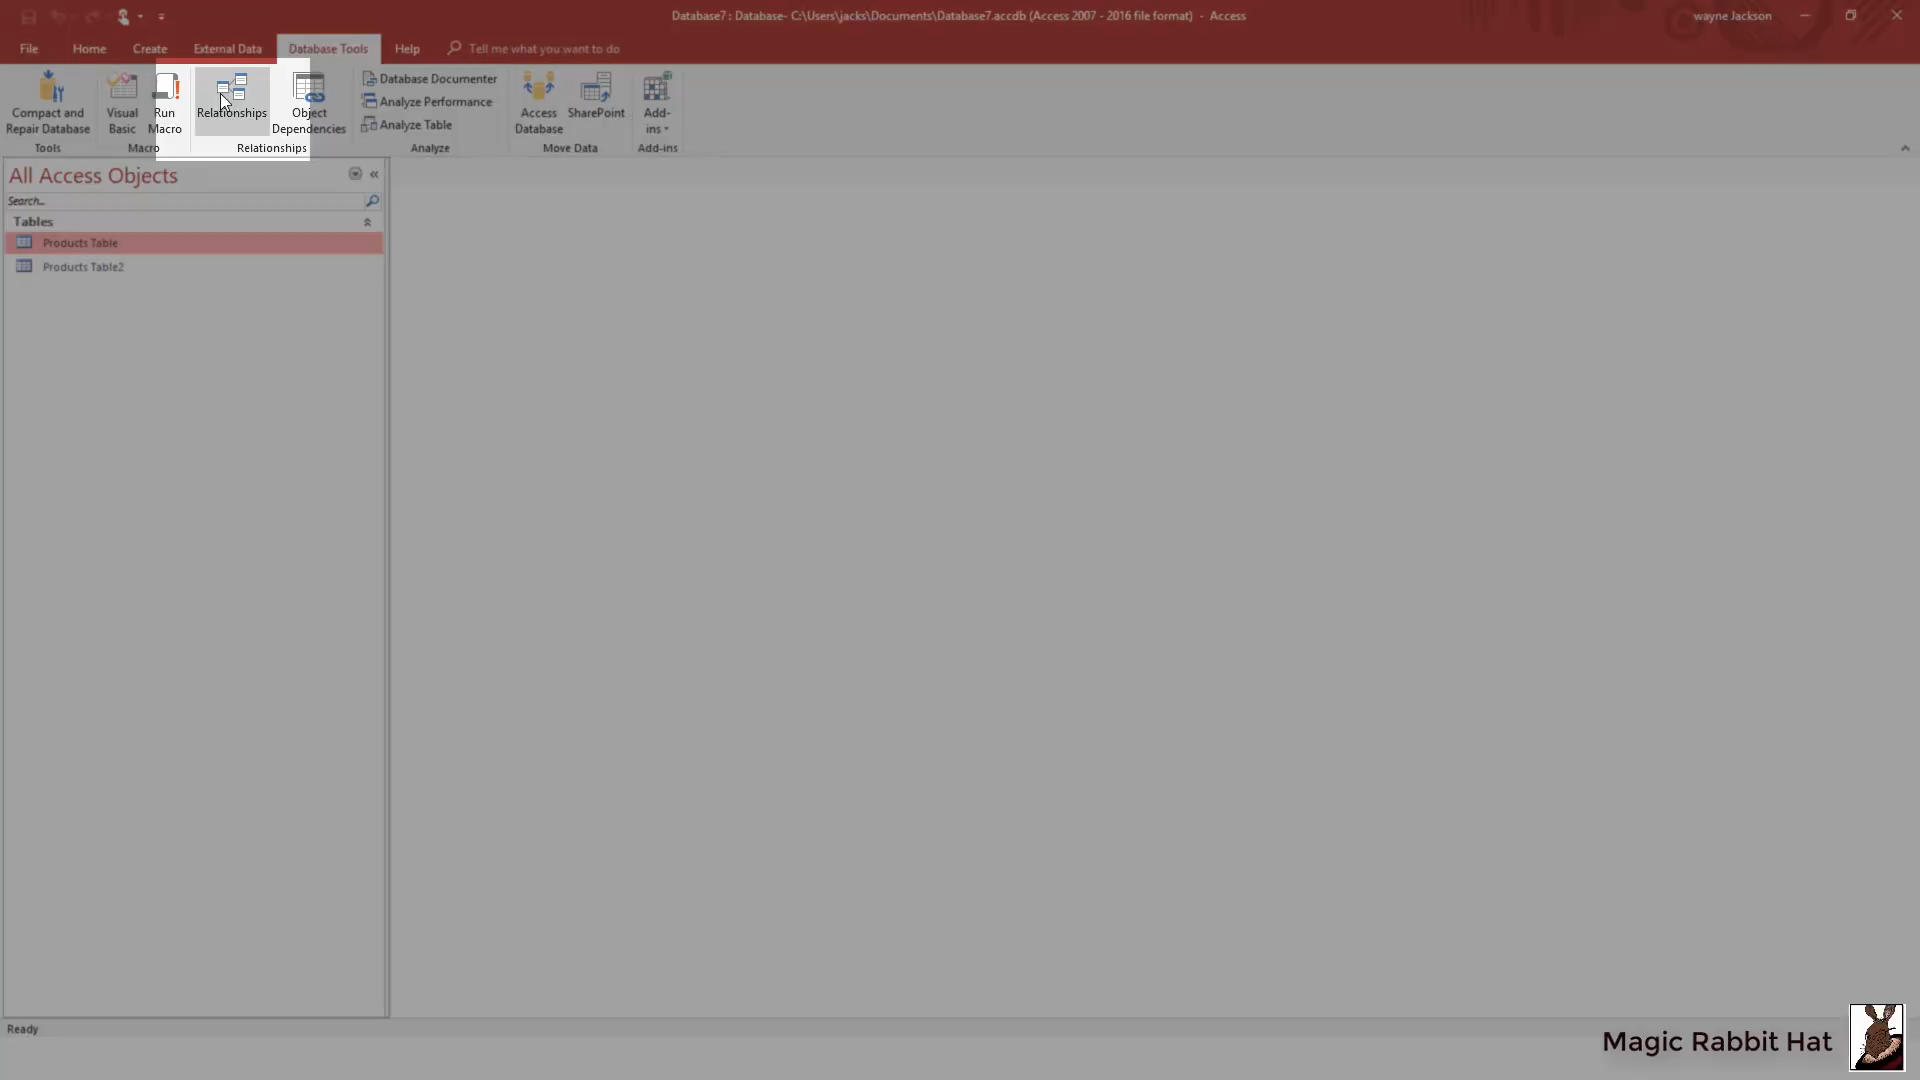 Database7 : Database- C:\Users\jacks\Documents\Database7.accdb (Access 2007 - 2016 file format) - Access
wayne Jackson
File Home Create External Data Database Tools Help Tell me what you want to do
Compact and
Repair Database
Tools
Visual
Basic
Run
Macro
Macro
Relationships
Object
Dependencies
Relationships
Database Documenter
Analyze Performance
Analyze Table
Analyze
Access
Database
SharePoint
Move Data
Add-
ins
Add-ins
All Access Objects
Search...
Tables
Products Table
Products Table2
Ready
Magic Rabbit Hat